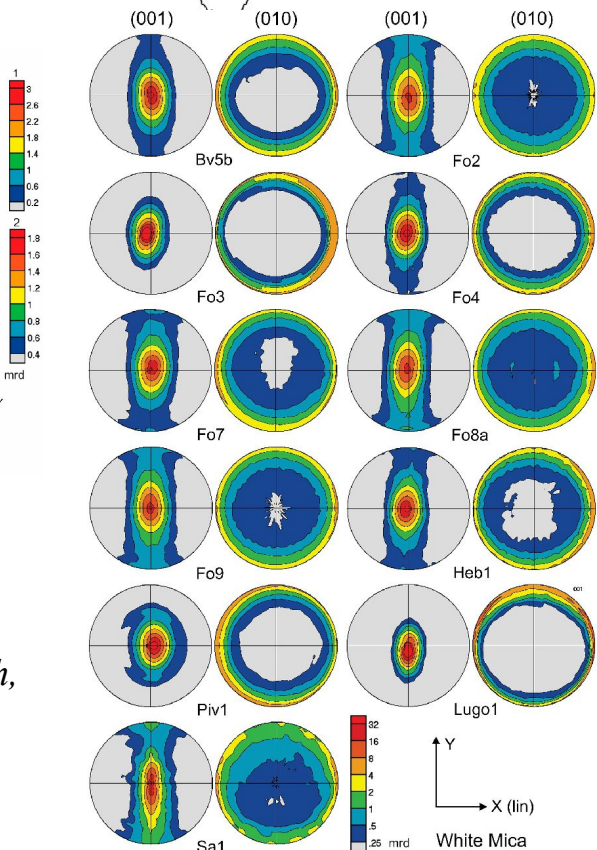 (001) (010) (001) (010)
Bv5b Fo2
Fo3 Fo4
Fo7 Fo8a
Fo9 Heb1
Piv1 Lugo1
001
Sa1
1
3
2.6
2.2
1.8
1.4
1
0.6
0.2
2
1.8
1.6
1.4
1.2
1
0.8
0.6
0.4
mrd
h,
32
16
8
4
2
1
.5
.25 mrd
Y
X (lin)
White Mica